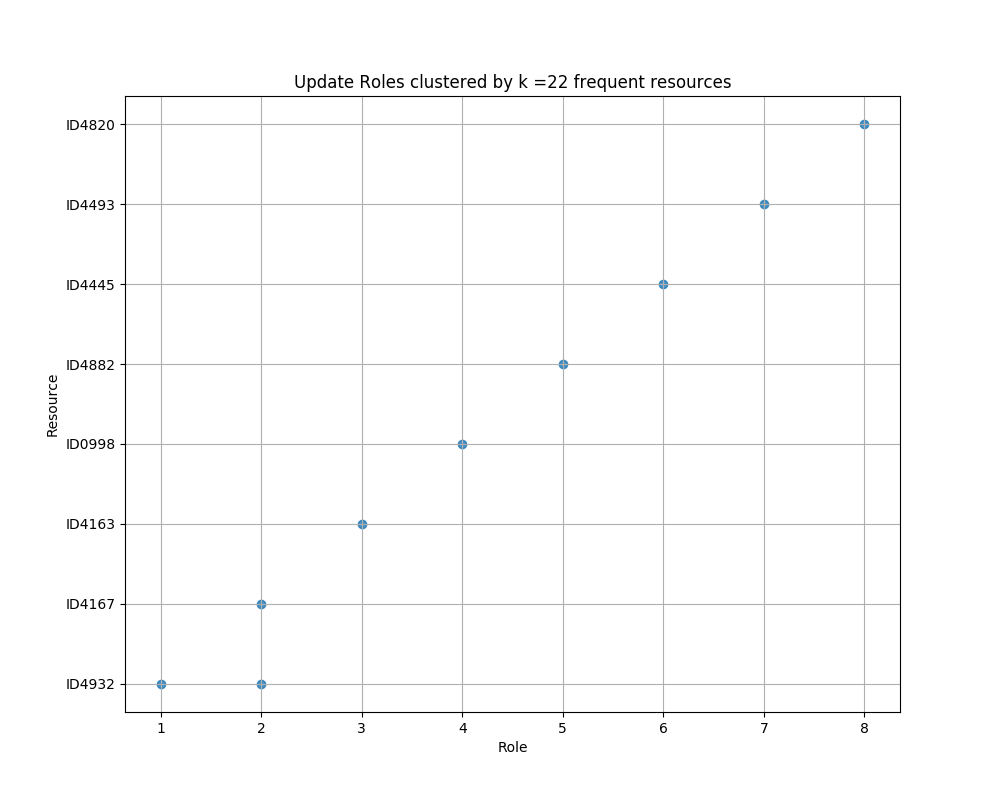 Update Roles clustered by k =22 frequent resources
ID4820
ID4493
ID4445
ID4882
ID0998
ID4163
ID4167
ID4932
Resource
1 2 3 4 5 6 7 8
Role